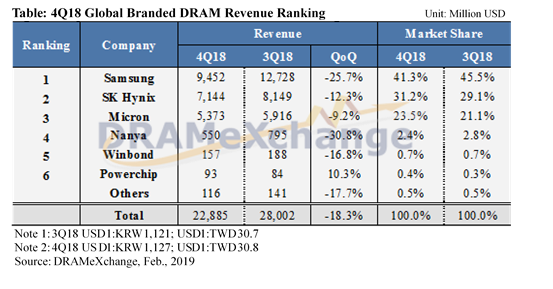 Table: 4Q18 Global Branded DRAM Revenue Ranking Unit: Million USD
Ranking Company Revenue Market Share
4Q18 3Q18 QoQ 4Q18 3Q18
1 Samsung 9,452 12,728 -25.7% 41.3% 45.5%
2 SK Hynix 7,144 8,149 -12.3% 31.2% 29.1%
3 Micron 5,373 5,916 -9.2% 23.5% 21.1%
4 Nanya 550 795 -30.8% 2.4% 2.8%
5 Winbond 157 188 -16.8% 0.7% 0.7%
6 Powerchip 93 84 10.3% 0.4% 0.3%
Others 116 141 -17.7% 0.5% 0.5%
Total 22,885 28,002 -18.3% 100.0% 100.0%
DRAMeXchange
Note 1: 3Q18 USD1:KRW1,121; USD1:TWD30.7
Note 2: 4Q18 USD1:KRW1,127; USD1:TWD30.8
Source: DRAMeXchange, Feb., 2019